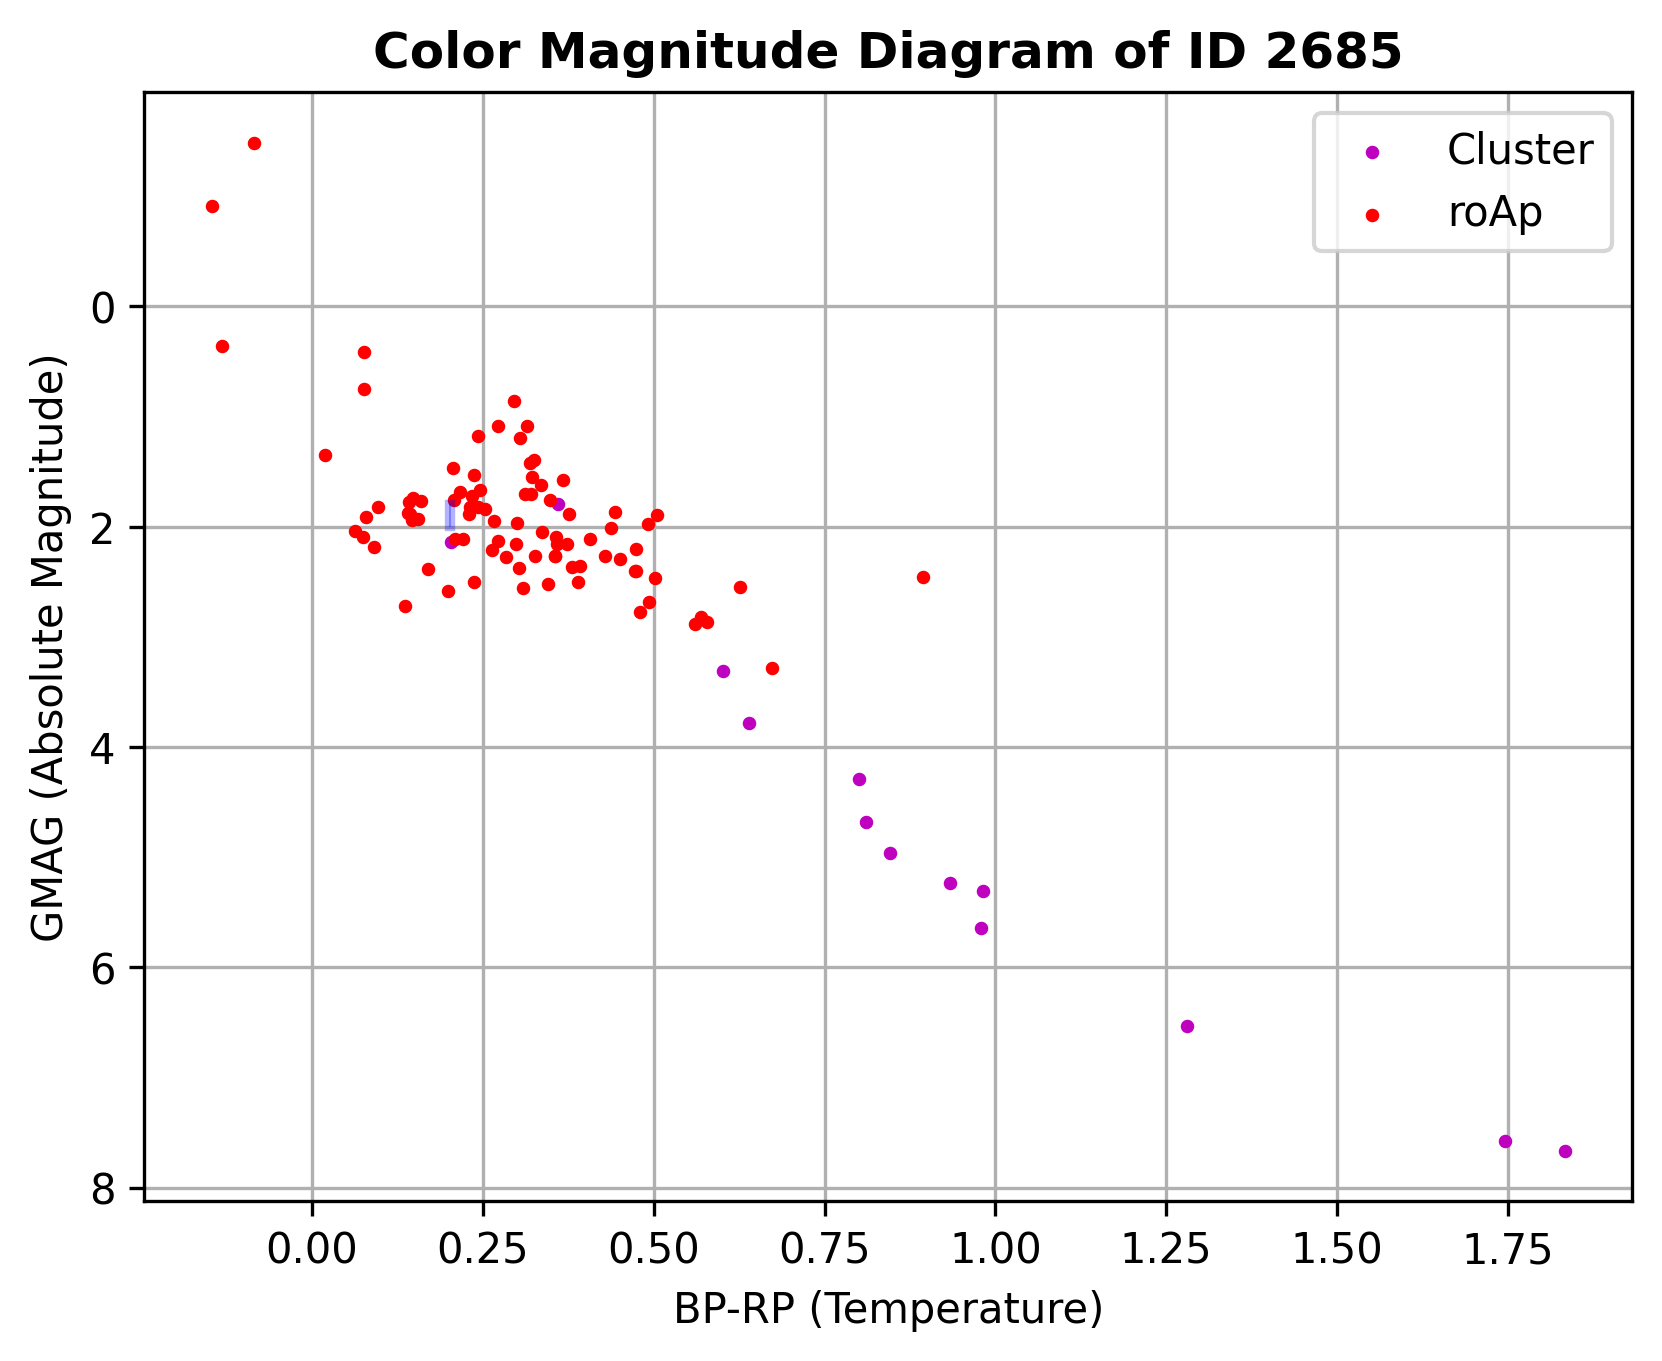 Color Magnitude Diagram of ID 2685
Cluster
roAp
GMAG (Absolute Magnitude)
0
2
4
6
8
0.00 0.25 0.50 0.75 1.00 1.25 1.50 1.75
BP-RP (Temperature)